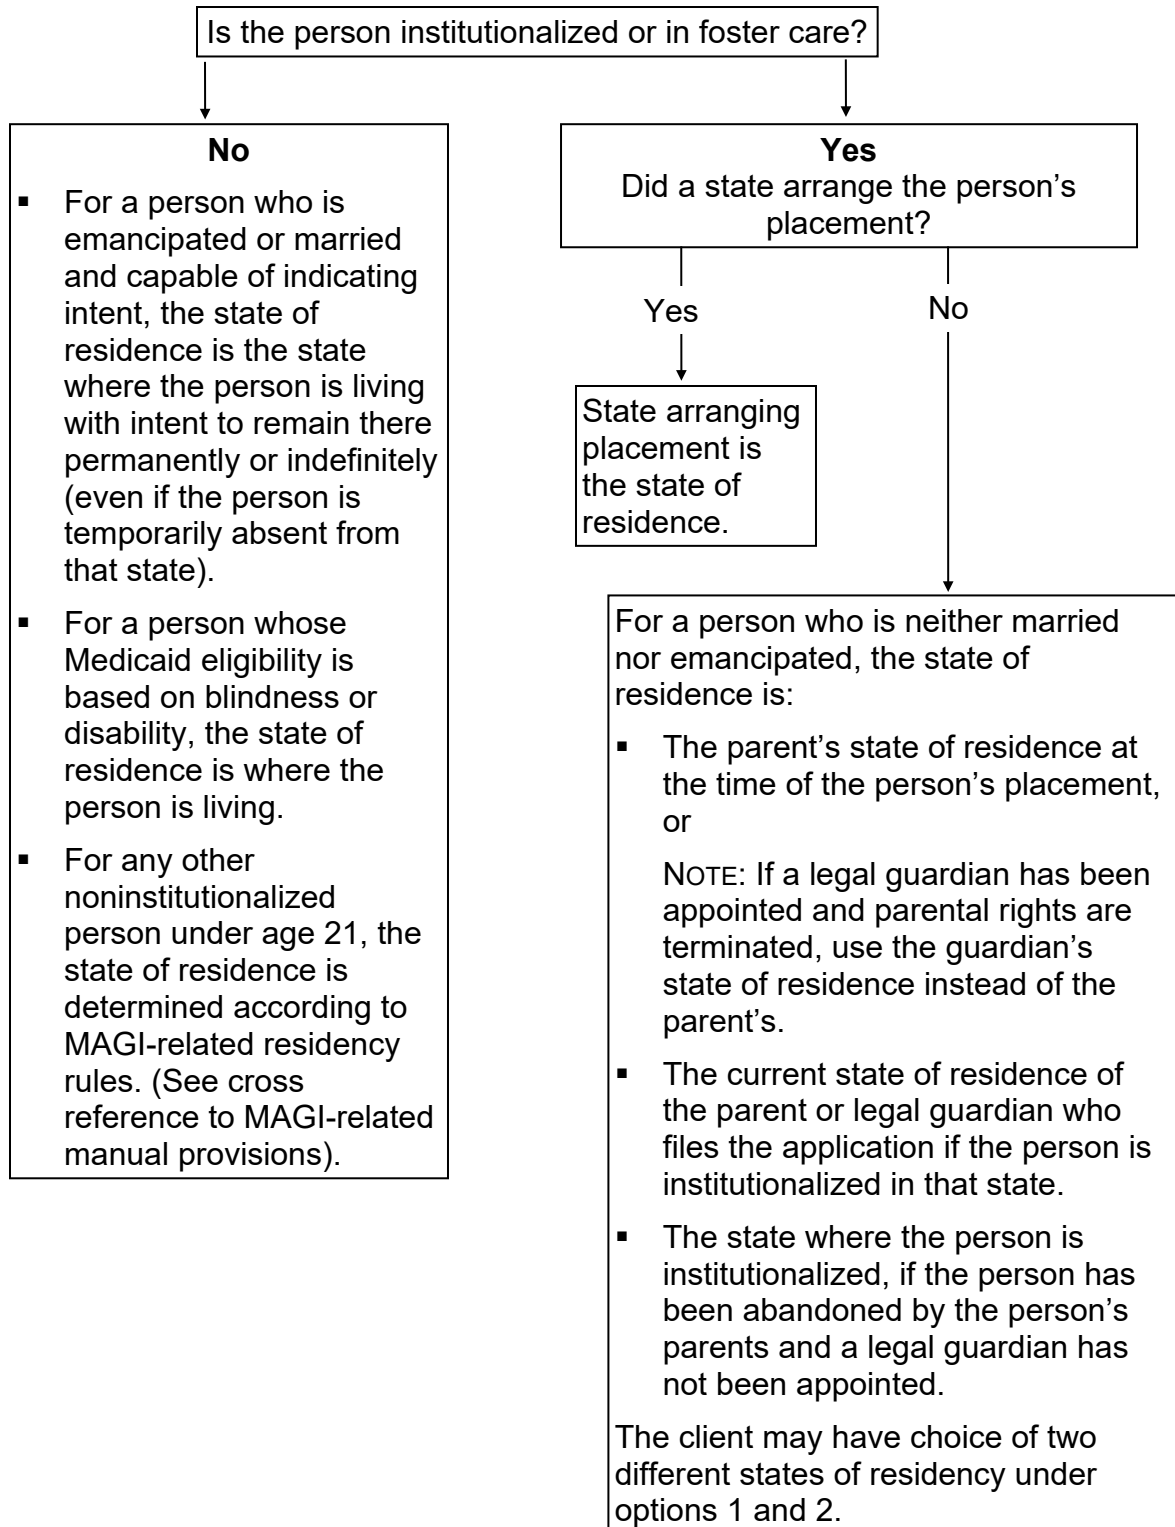 Is the person institutionalized or in foster care?
No
▪ For a person who is
emancipated or married
and capable of indicating
intent, the state of
residence is the state
where the person is living
with intent to remain there
permanently or indefinitely
(even if the person is
temporarily absent from
that state).
▪ For a person whose
Medicaid eligibility is
based on blindness or
disability, the state of
residence is where the
person is living.
▪ For any other
noninstitutionalized
person under age 21, the
state of residence is
determined according to
MAGI-related residency
rules. (See cross
reference to MAGI-related
manual provisions).
Yes
Did a state arrange the person’s
placement?
Yes
No
State arranging
placement is
the state of
residence.
For a person who is neither married
nor emancipated, the state of
residence is:
▪ The parent’s state of residence at
the time of the person’s placement,
or
NOTE: If a legal guardian has been
appointed and parental rights are
terminated, use the guardian’s
state of residence instead of the
parent’s.
▪ The current state of residence of
the parent or legal guardian who
files the application if the person is
institutionalized in that state.
▪ The state where the person is
institutionalized, if the person has
been abandoned by the person’s
parents and a legal guardian has
not been appointed.
The client may have choice of two
different states of residency under
options 1 and 2.